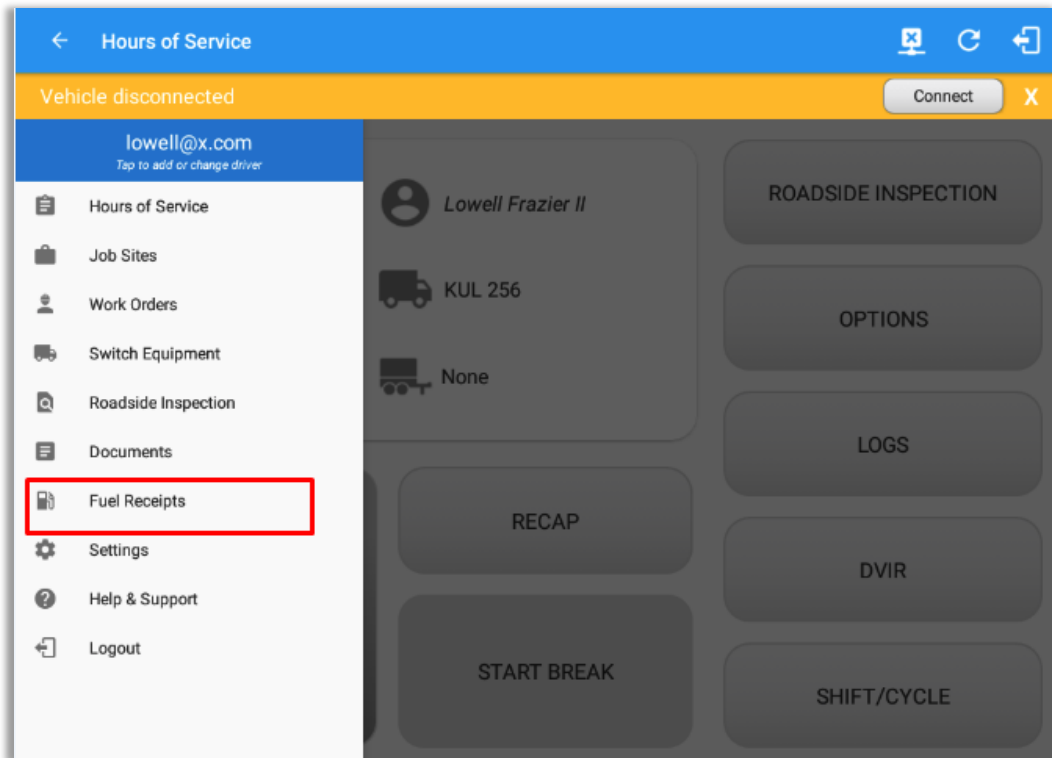 Hours of Service
Vehicle disconnected
Connect
X
lowell@x.com
Tap to add or change driver
Hours of Service
Job Sites
Work Orders
Switch Equipment
Roadside Inspection
Documents
Fuel Receipts
Settings
Help & Support
Logout
Lowell Frazier II
KUL 256
None
RECAP
START BREAK
ROADSIDE INSPECTION
OPTIONS
LOGS
DVIR
SHIFT/CYCLE